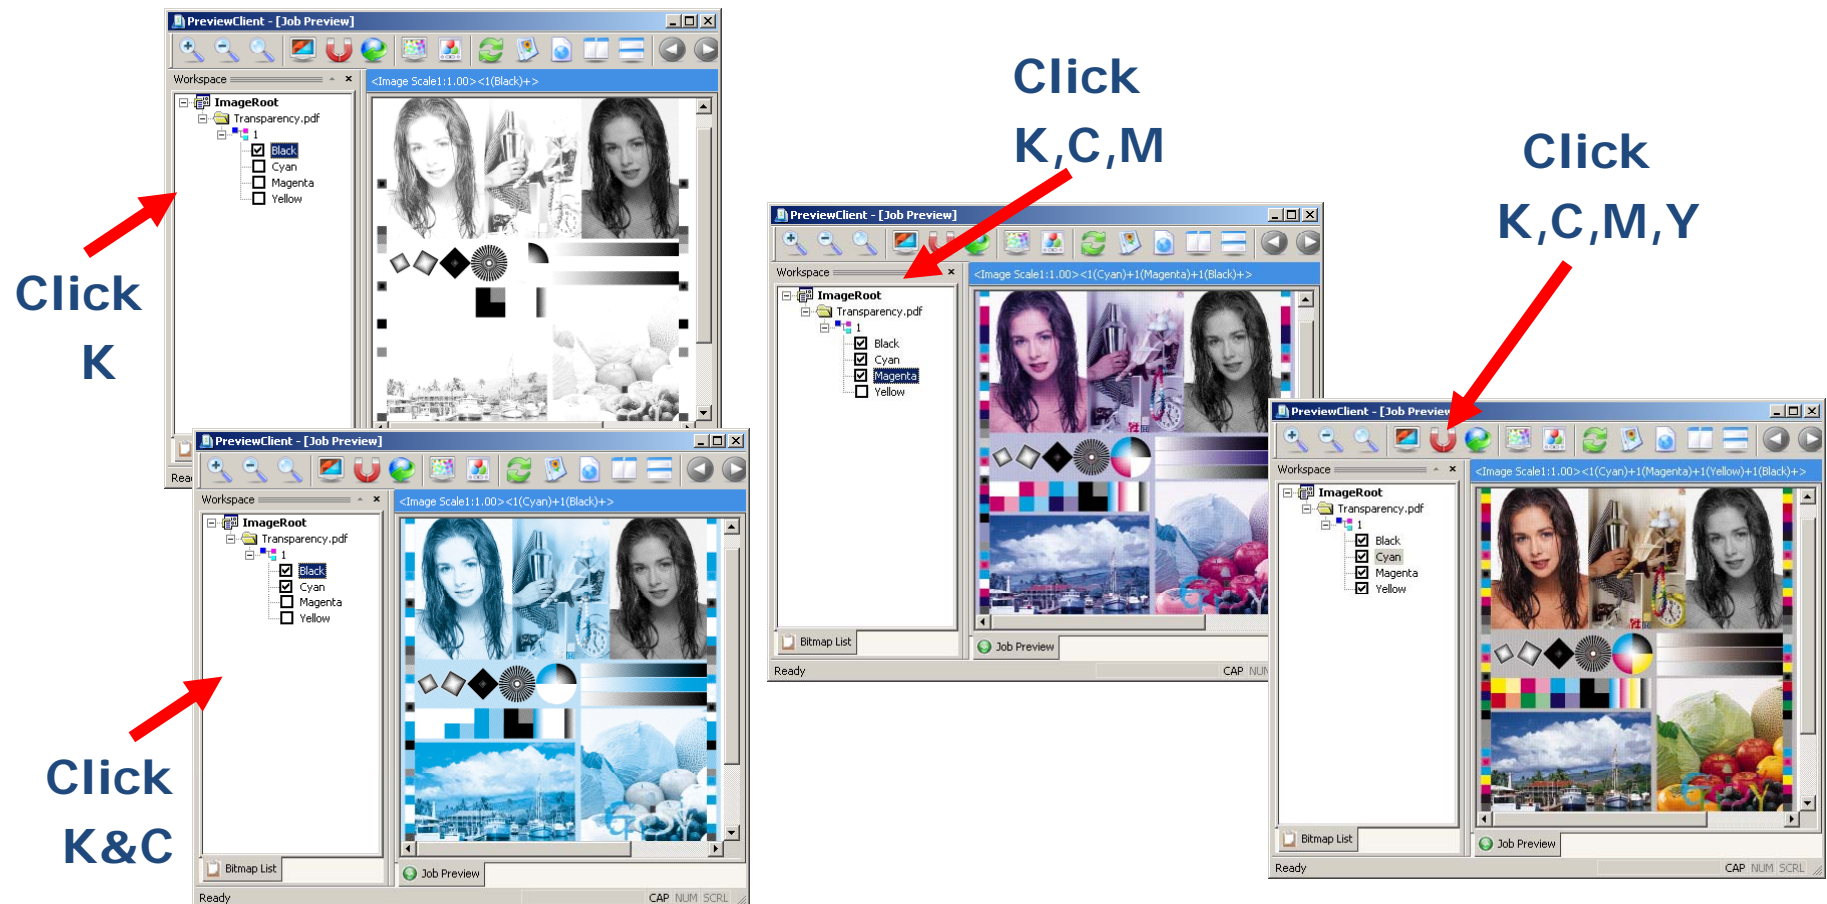 PreviewClient - [Job Preview]
Workspace
<Image Scale1:1.00><1(Black)+>
ImageRoot
Transparency.pdf
1
Black
Cyan
Magenta
Yellow
Click
K
PreviewClient - [Job Preview]
Workspace
<Image Scale1:1.00><1(Cyan)+1(Black)+>
ImageRoot
Transparency.pdf
1
Black
Cyan
Magenta
Yellow
Bitmap List
Job Preview
Ready
CAP NUM SCRL
Click
K&C
Click
K,C,M
PreviewClient - [Job Preview]
Workspace
<Image Scale1:1.00><1(Cyan)+1(Magenta)+1(Black)+>
ImageRoot
Transparency.pdf
1
Black
Cyan
Magenta
Yellow
Bitmap List
Job Preview
Ready
CAP
Click
K,C,M,Y
PreviewClient - [Job Preview]
Workspace
<Image Scale1:1.00><1(Cyan)+1(Magenta)+1(Yellow)+1(Black)+>
ImageRoot
Transparency.pdf
1
Black
Cyan
Magenta
Yellow
Bitmap List
Job Preview
Ready
CAP NUM SCRL